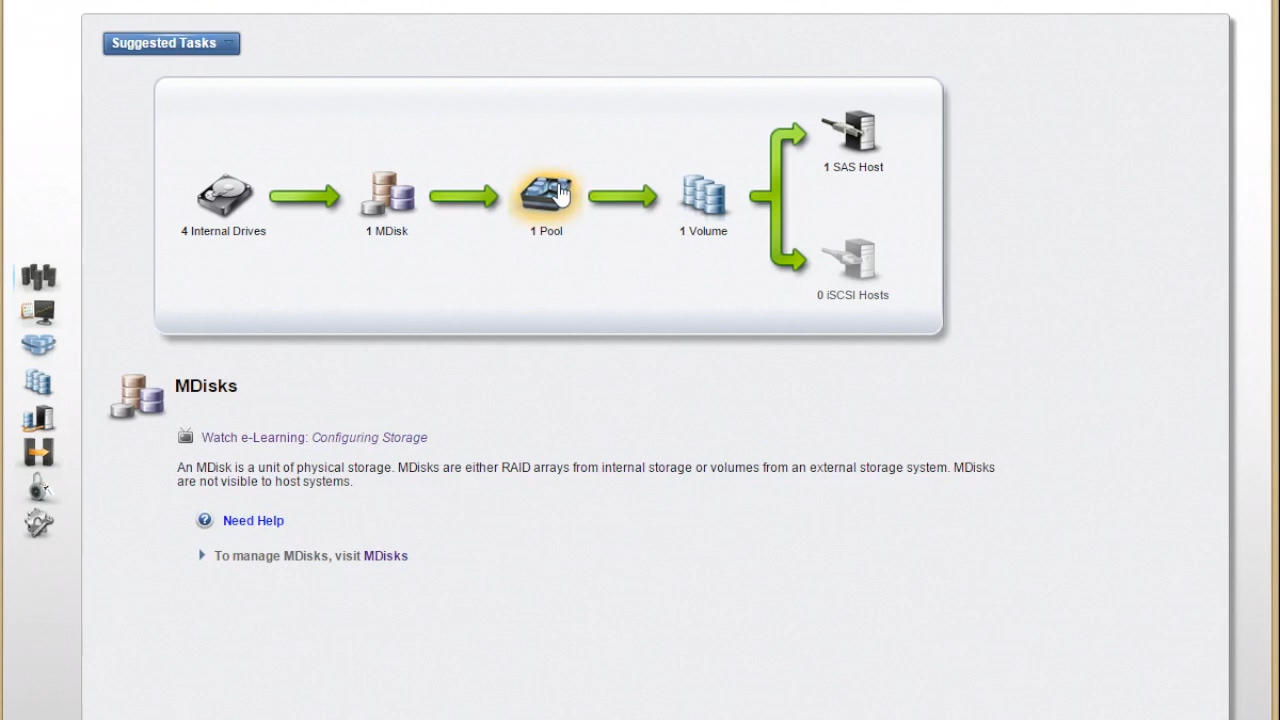 Suggested Tasks
1 SAS Host
4 Internal Drives
1 MDisk
1 Pool
1 Volume
0 iSCSI Hosts
MDisks
Watch e-Learning: Configuring Storage
An MDisk is a unit of physical storage. MDisks are either RAID arrays from internal storage or volumes from an external storage system. MDisks
are not visible to host systems.
Need Help
To manage MDisks, visit MDisks